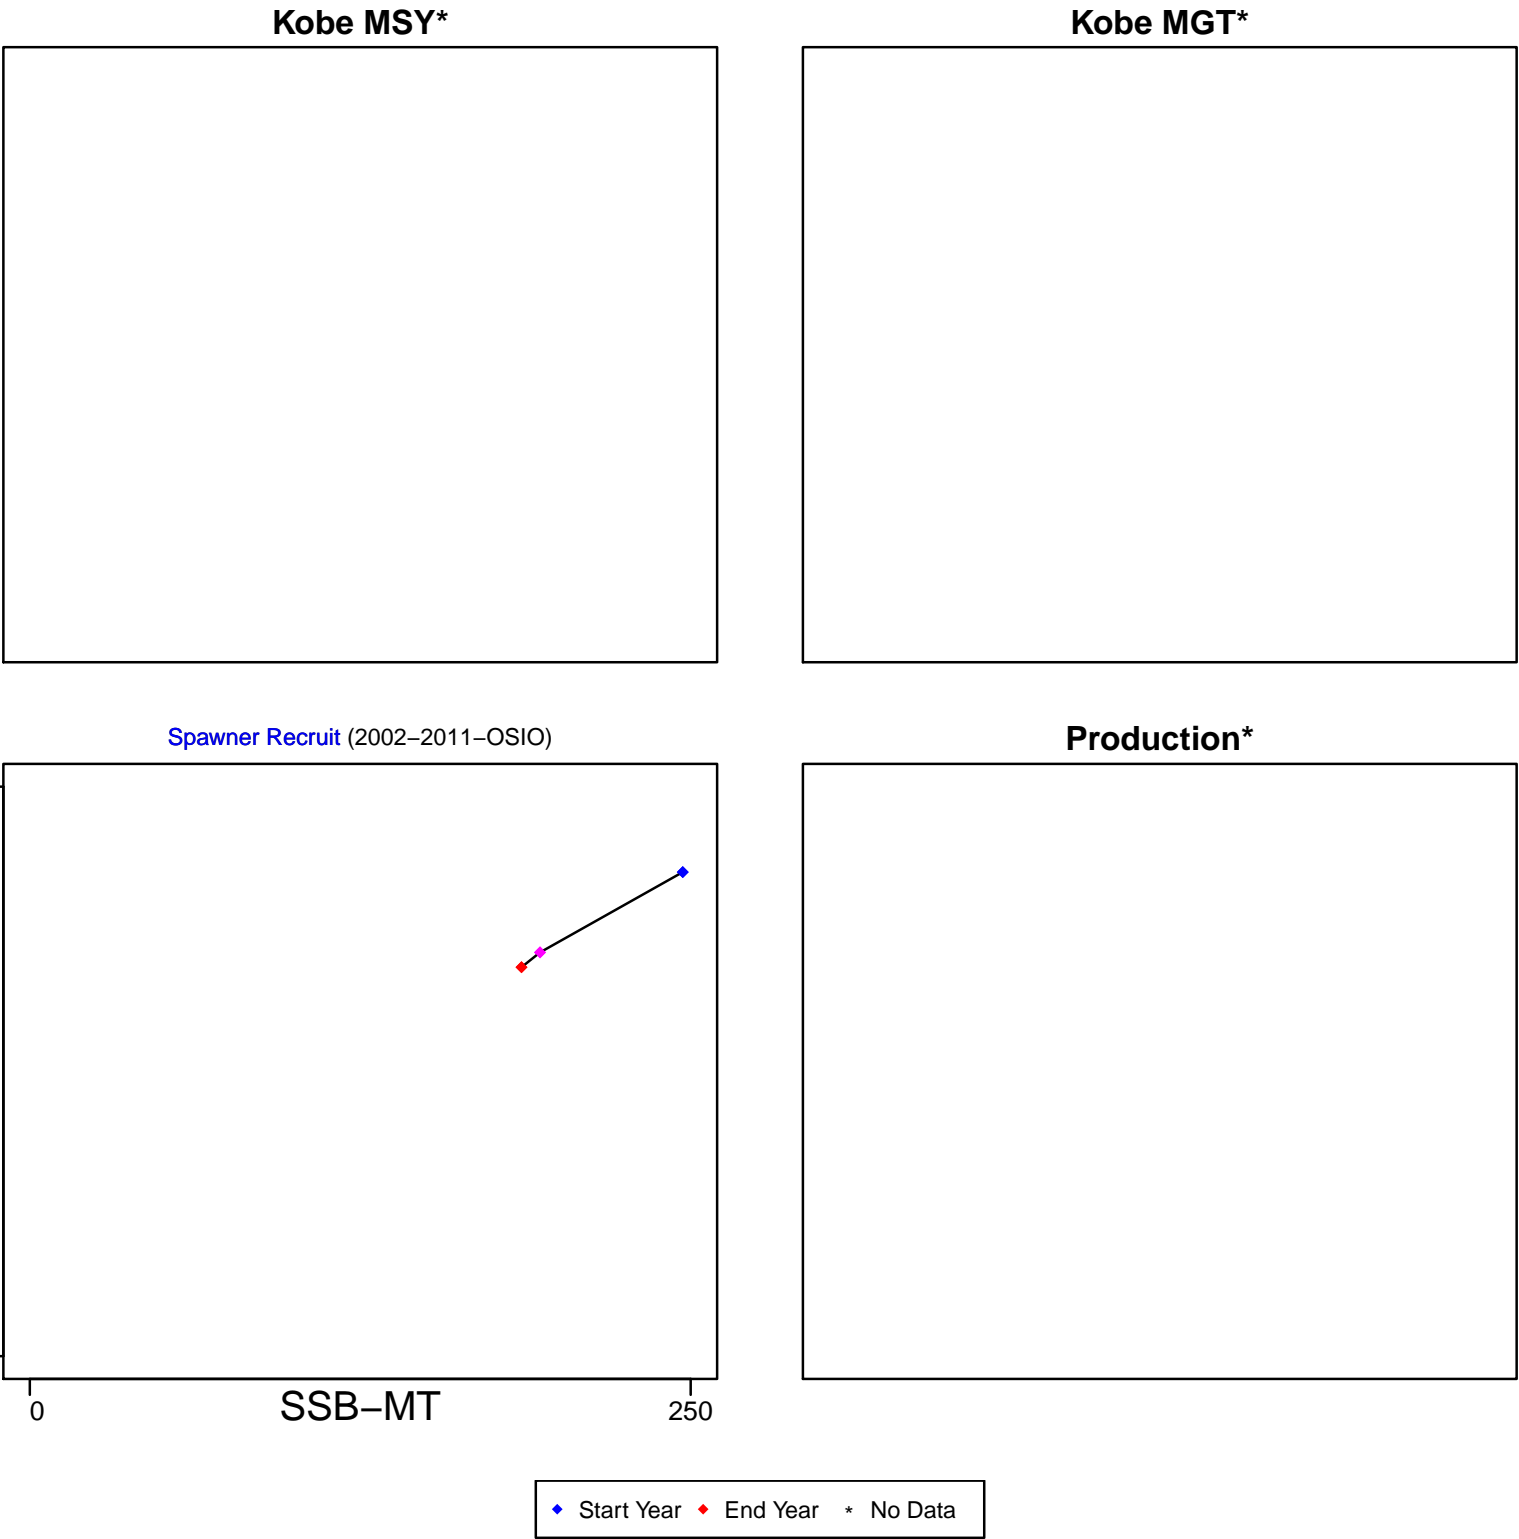 Kobe MSY*
Kobe MGT*
Spawner Recruit (2002–2011–OSIO)
Production*
0
SSB–MT
250
Start Year
End Year
* No Data